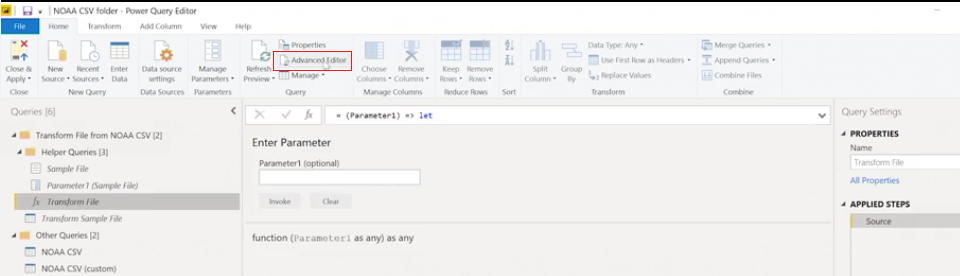 NOAA CSV folder - Power Query Editor
File Home Transform Add Column View Help
Close & Apply
New Source
Recent Sources
Enter Data
Data source settings
Manage Parameters
Refresh Preview
Properties
Advanced Editor
Manage
Choose Columns
Remove Columns
Keep Rows
Remove Rows
Split Column
Group By
Data Type: Any
Use First Row as Headers
Replace Values
Merge Queries
Append Queries
Combine Files
Close New Query Data Sources Parameters Query Manage Columns Reduce Rows Sort Transform Combine
Queries [6]
Transform File from NOAA CSV [2]
Helper Queries [3]
Sample File
Parameter1 (Sample File)
fx Transform File
Transform Sample File
Other Queries [2]
NOAA CSV
NOAA CSV (custom)
fx = (Parameter1) => let
Enter Parameter
Parameter1 (optional)
Invoke Clear
function (Parameter1 as any) as any
Query Settings
PROPERTIES
Name
Transform File
All Properties
APPLIED STEPS
Source